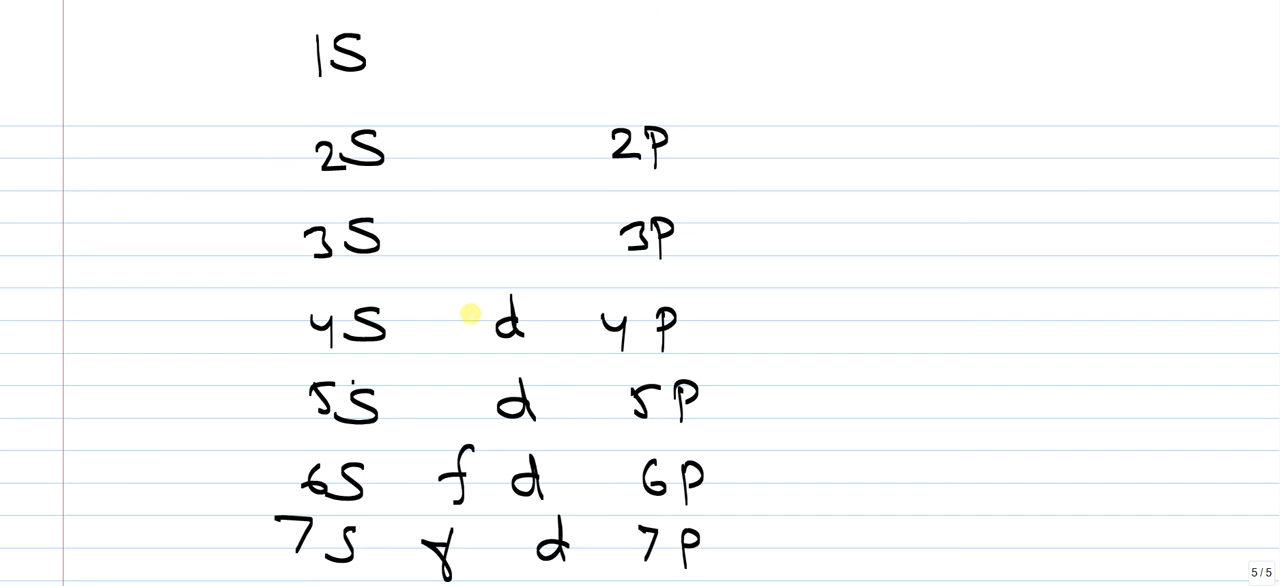 1S
2S 2P
3S 3P
4S d 4P
5S d 5P
6S f d 6P
7S f d 7P
5 / 5